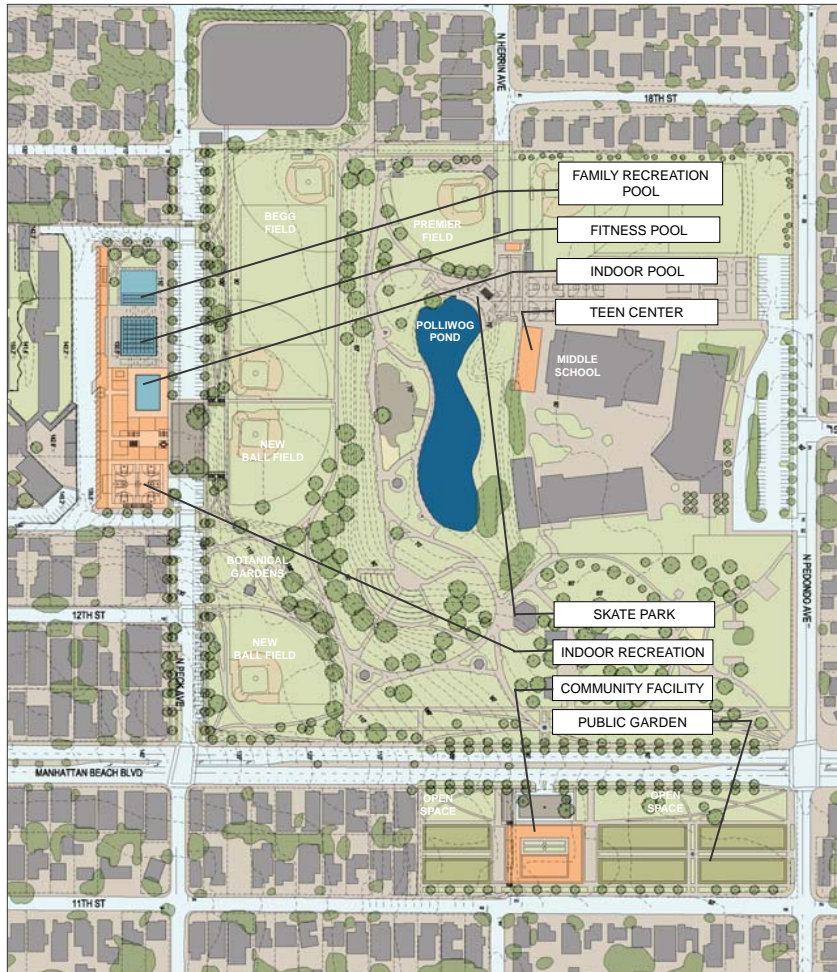 N HERRIN AVE
18TH ST
FAMILY RECREATION
POOL
BEGG
FIELD
PREMIER
FIELD
FITNESS POOL
INDOOR POOL
TEEN CENTER
POLLIWOG
POND
MIDDLE
SCHOOL
NEW
BALL FIELD
BOTANICAL
GARDENS
N PEDONDO AVE
12TH ST
SKATE PARK
NEW
BALL FIELD
INDOOR RECREATION
N PECK AVE
COMMUNITY FACILITY
PUBLIC GARDEN
MANHATTAN BEACH BLVD
OPEN
SPACE
OPEN
SPACE
11TH ST